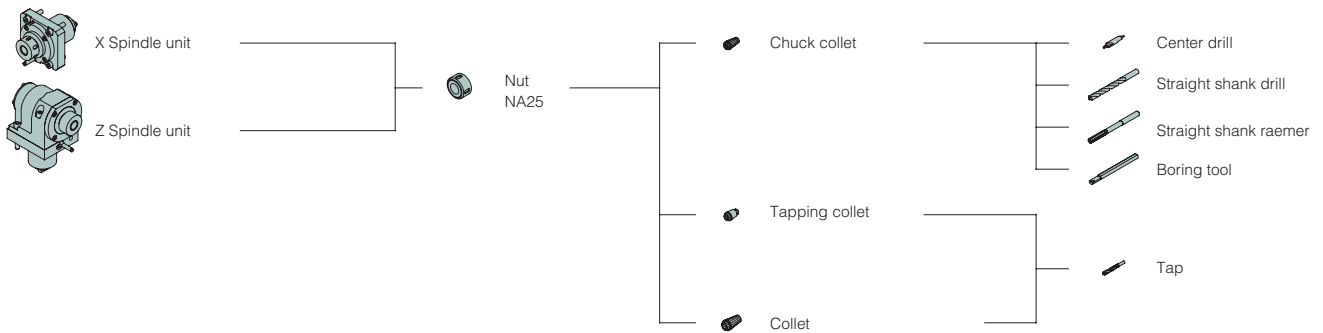 X Spindle unit
Z Spindle unit
Nut
NA25
Chuck collet
Tapping collet
Collet
Center drill
Straight shank drill
Straight shank raemer
Boring tool
Tap